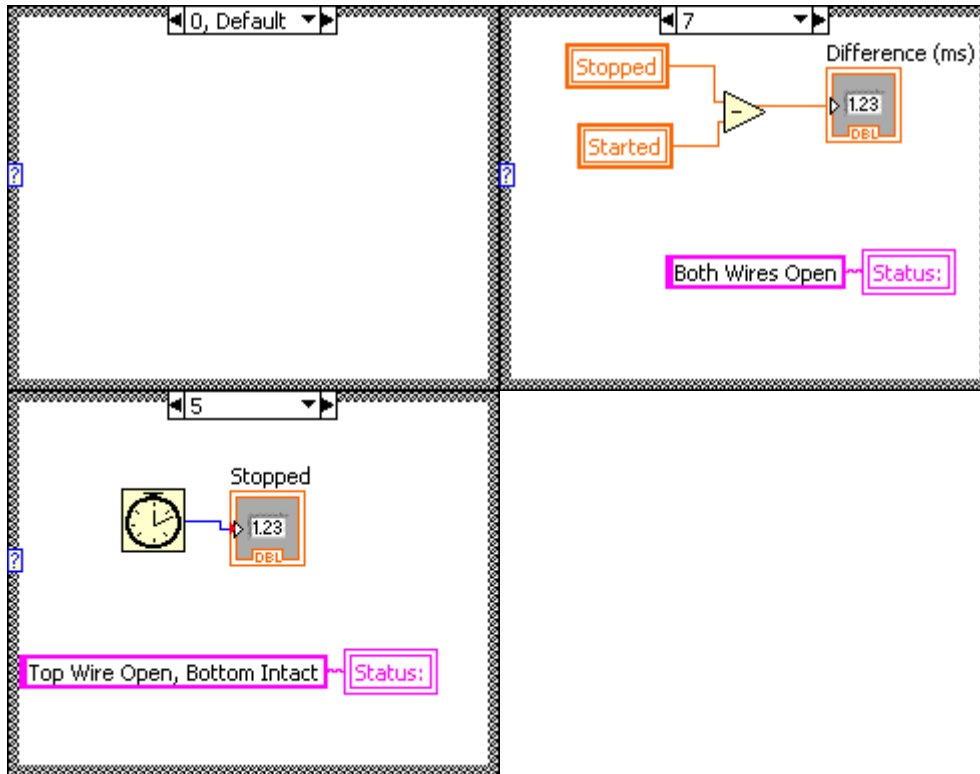 0, Default
7
Difference (ms)
Stopped
1.23
DBL
Started
?
?
Both Wires Open
Status:
5
Stopped
1.23
DBL
?
Top Wire Open, Bottom Intact
Status: